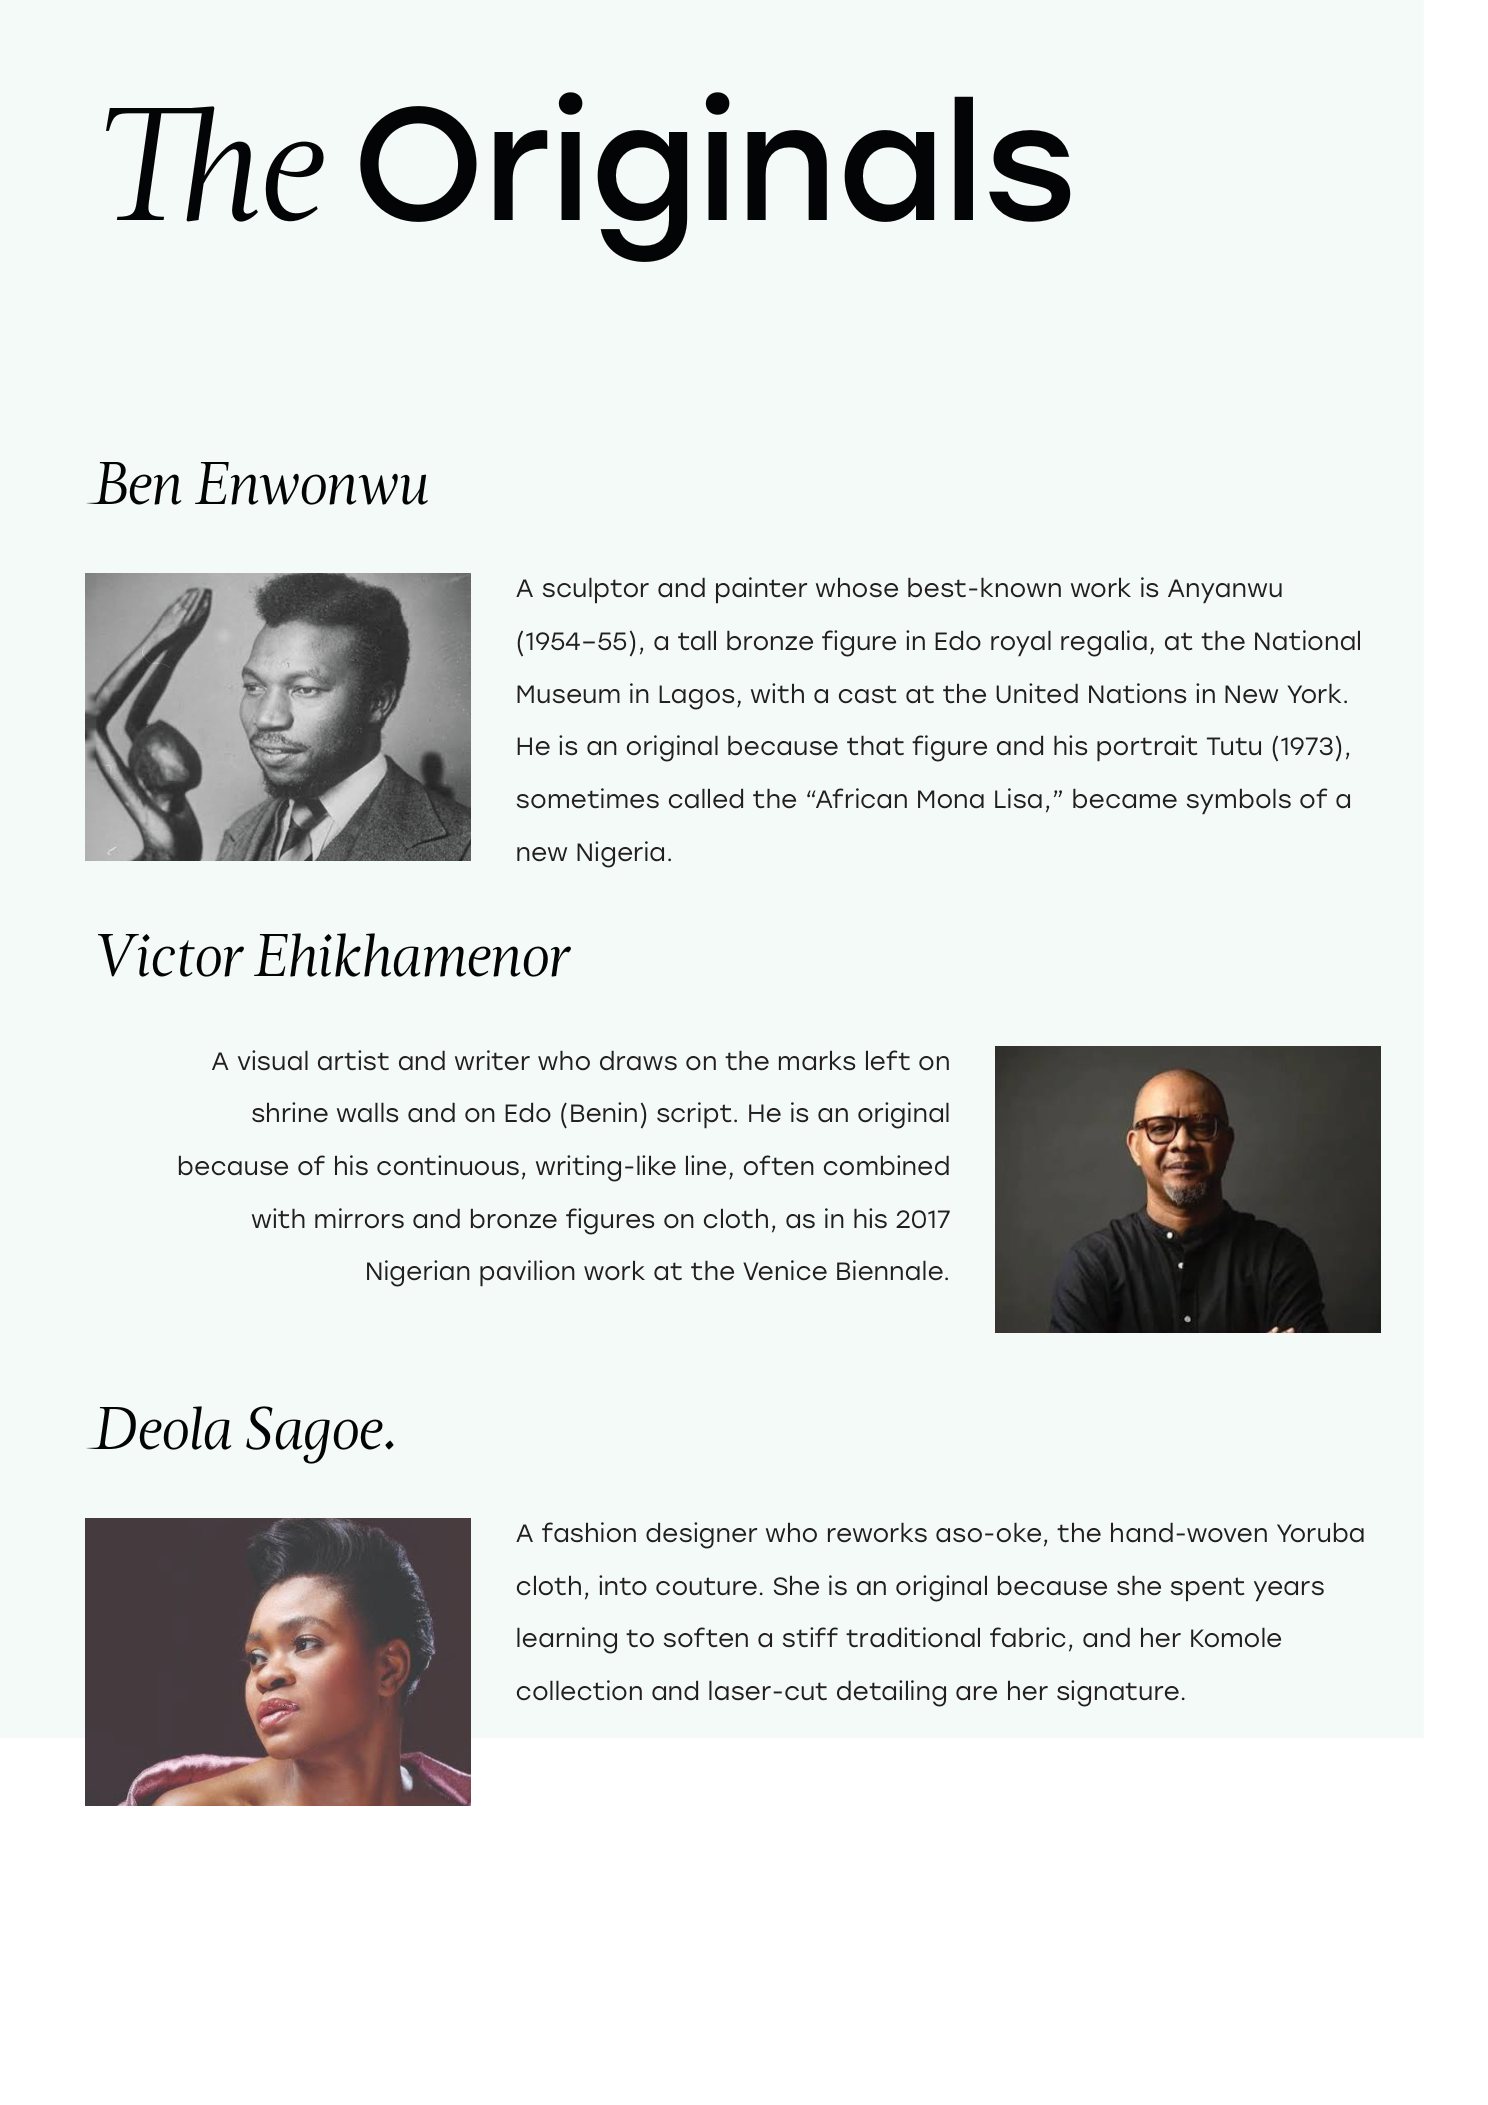 The Originals
Ben Enwonwu
A sculptor and painter whose best-known work is Anyanwu
(1954–55), a tall bronze figure in Edo royal regalia, at the National
Museum in Lagos, with a cast at the United Nations in New York.
He is an original because that figure and his portrait Tutu (1973),
sometimes called the “African Mona Lisa,” became symbols of a
new Nigeria.
Victor Ehikhamenor
A visual artist and writer who draws on the marks left on
shrine walls and on Edo (Benin) script. He is an original
because of his continuous, writing-like line, often combined
with mirrors and bronze figures on cloth, as in his 2017
Nigerian pavilion work at the Venice Biennale.
Deola Sagoe.
A fashion designer who reworks aso-oke, the hand-woven Yoruba
cloth, into couture. She is an original because she spent years
learning to soften a stiff traditional fabric, and her Komole
collection and laser-cut detailing are her signature.